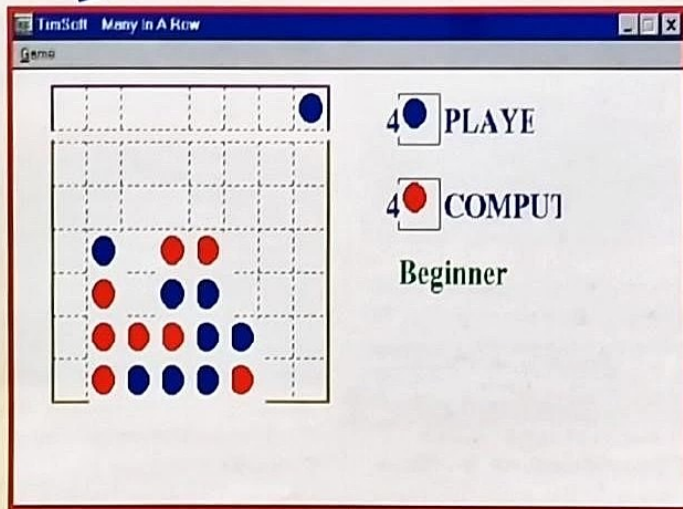 TimSoft Many In A Row
Game
4 PLAYE
4 COMPUT
Beginner